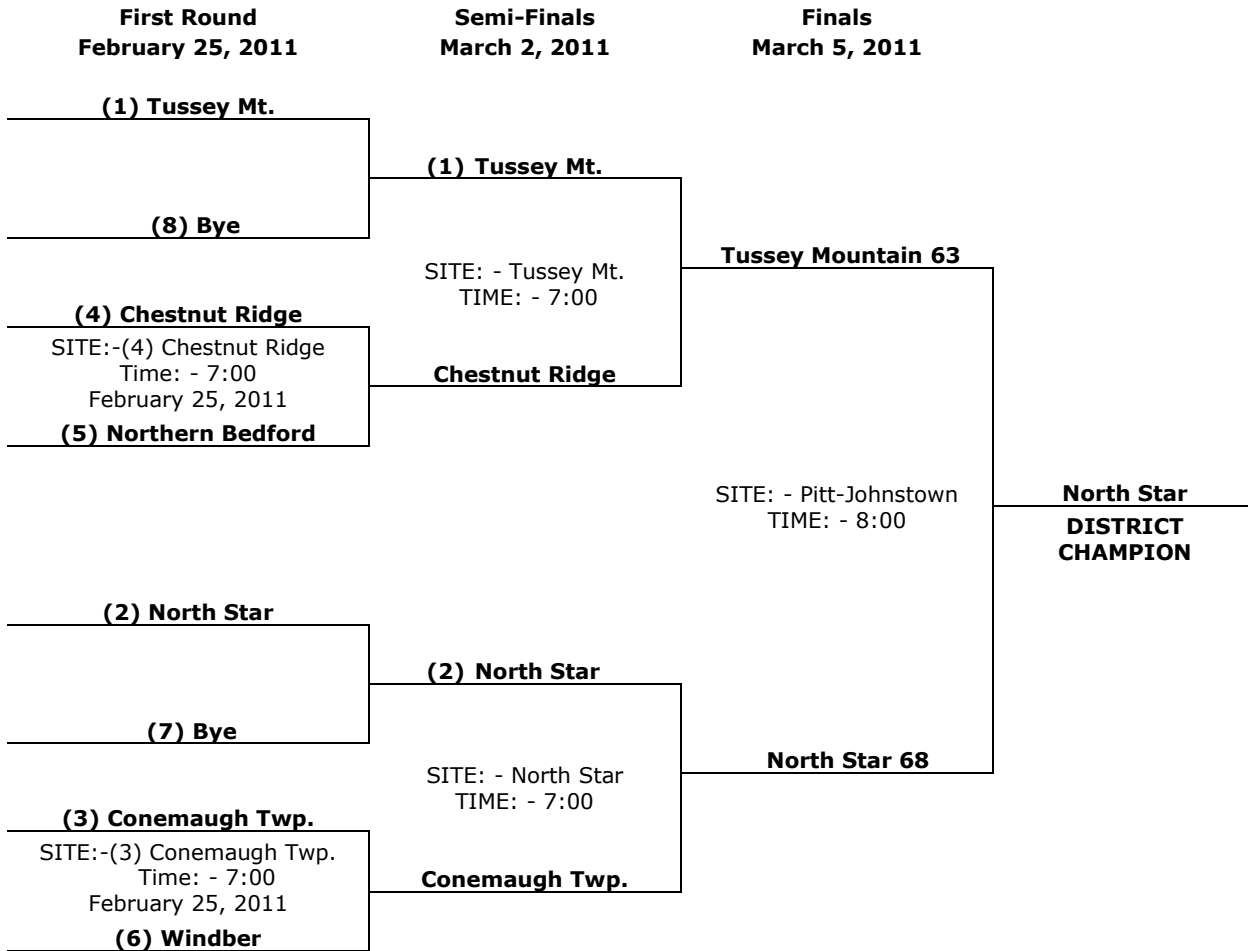 First Round
February 25, 2011
Semi-Finals
March 2, 2011
Finals
March 5, 2011
(1) Tussey Mt.
(8) Bye
(4) Chestnut Ridge
SITE:-(4) Chestnut Ridge
Time: - 7:00
February 25, 2011
(5) Northern Bedford
(2) North Star
(7) Bye
(3) Conemaugh Twp.
SITE:-(3) Conemaugh Twp.
Time: - 7:00
February 25, 2011
(6) Windber
(1) Tussey Mt.
SITE: - Tussey Mt.
TIME: - 7:00
Chestnut Ridge
(2) North Star
SITE: - North Star
TIME: - 7:00
Conemaugh Twp.
Tussey Mountain 63
SITE: - Pitt-Johnstown
TIME: - 8:00
North Star 68
North Star
DISTRICT
CHAMPION